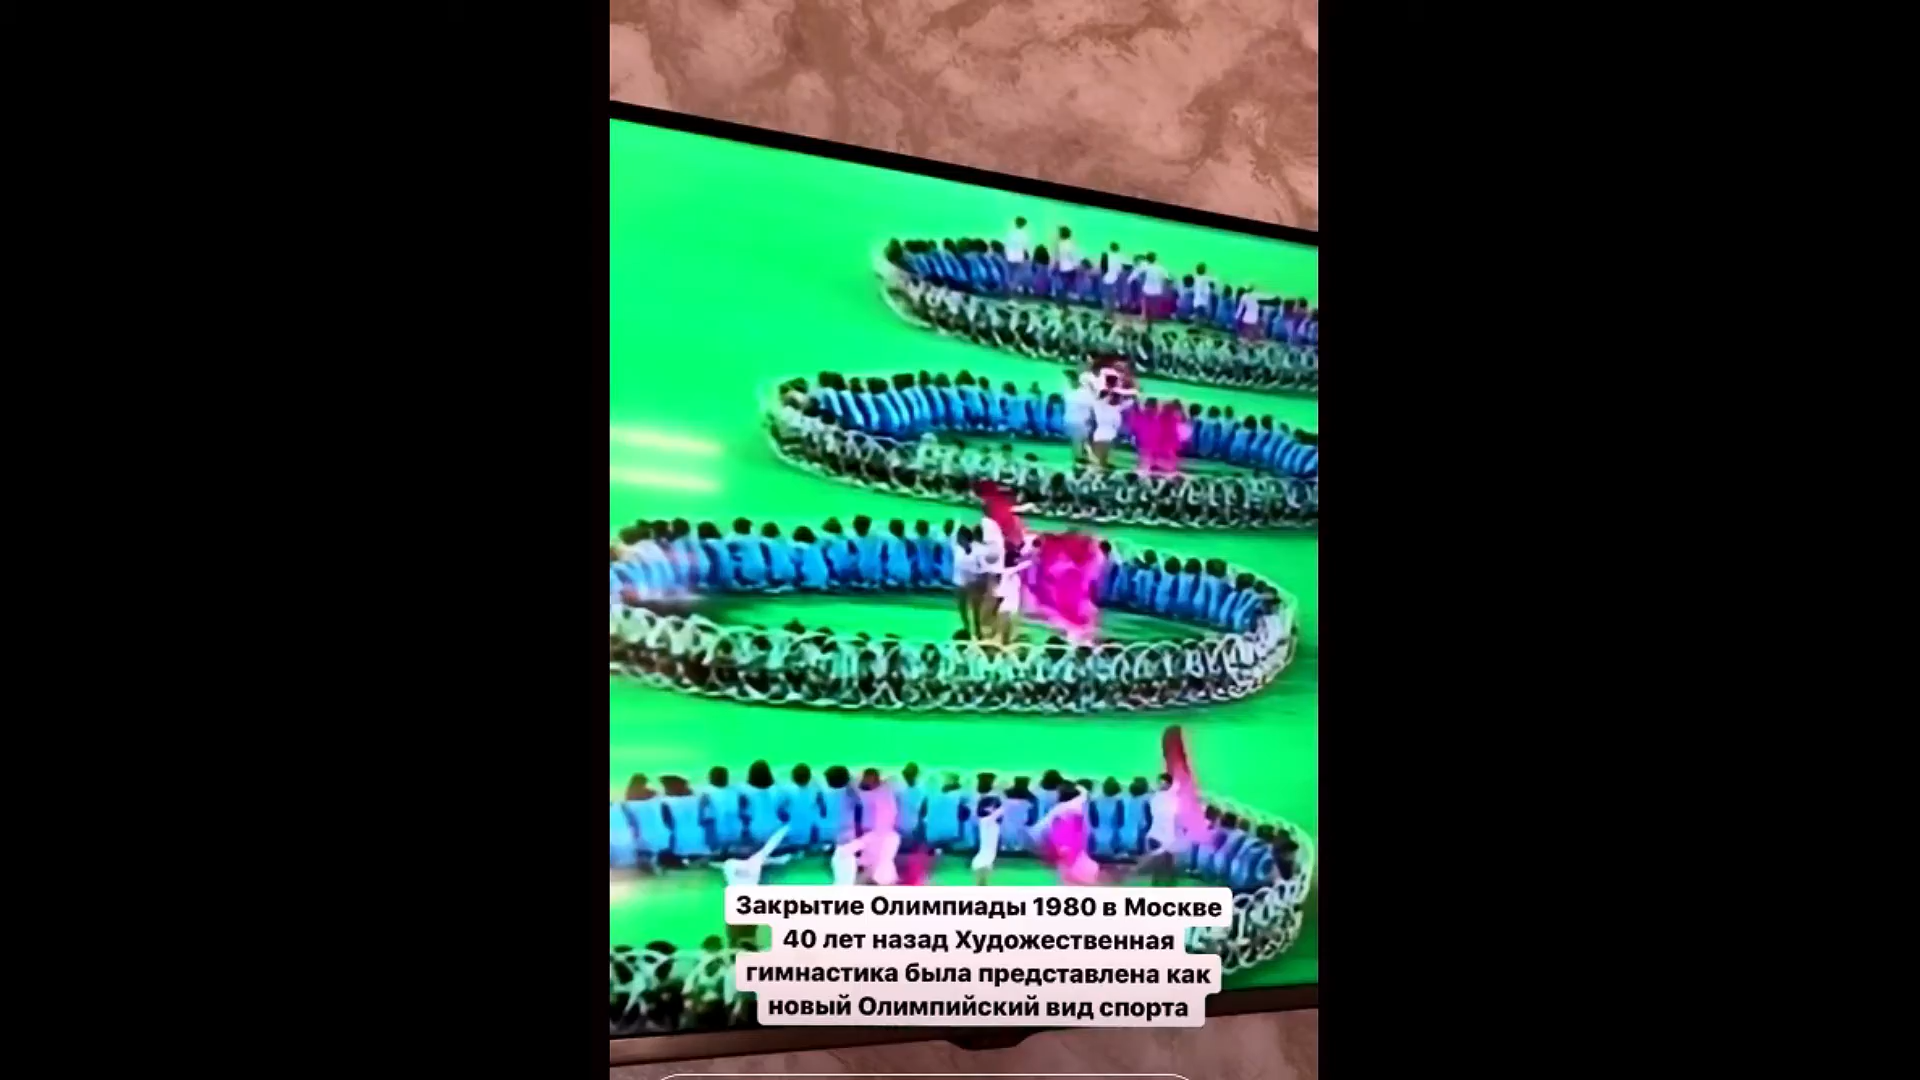 Закрытие Олимпиады 1980 в Москве
40 лет назад Художественная
гимнастика была представлена как
новый Олимпийский вид спорта